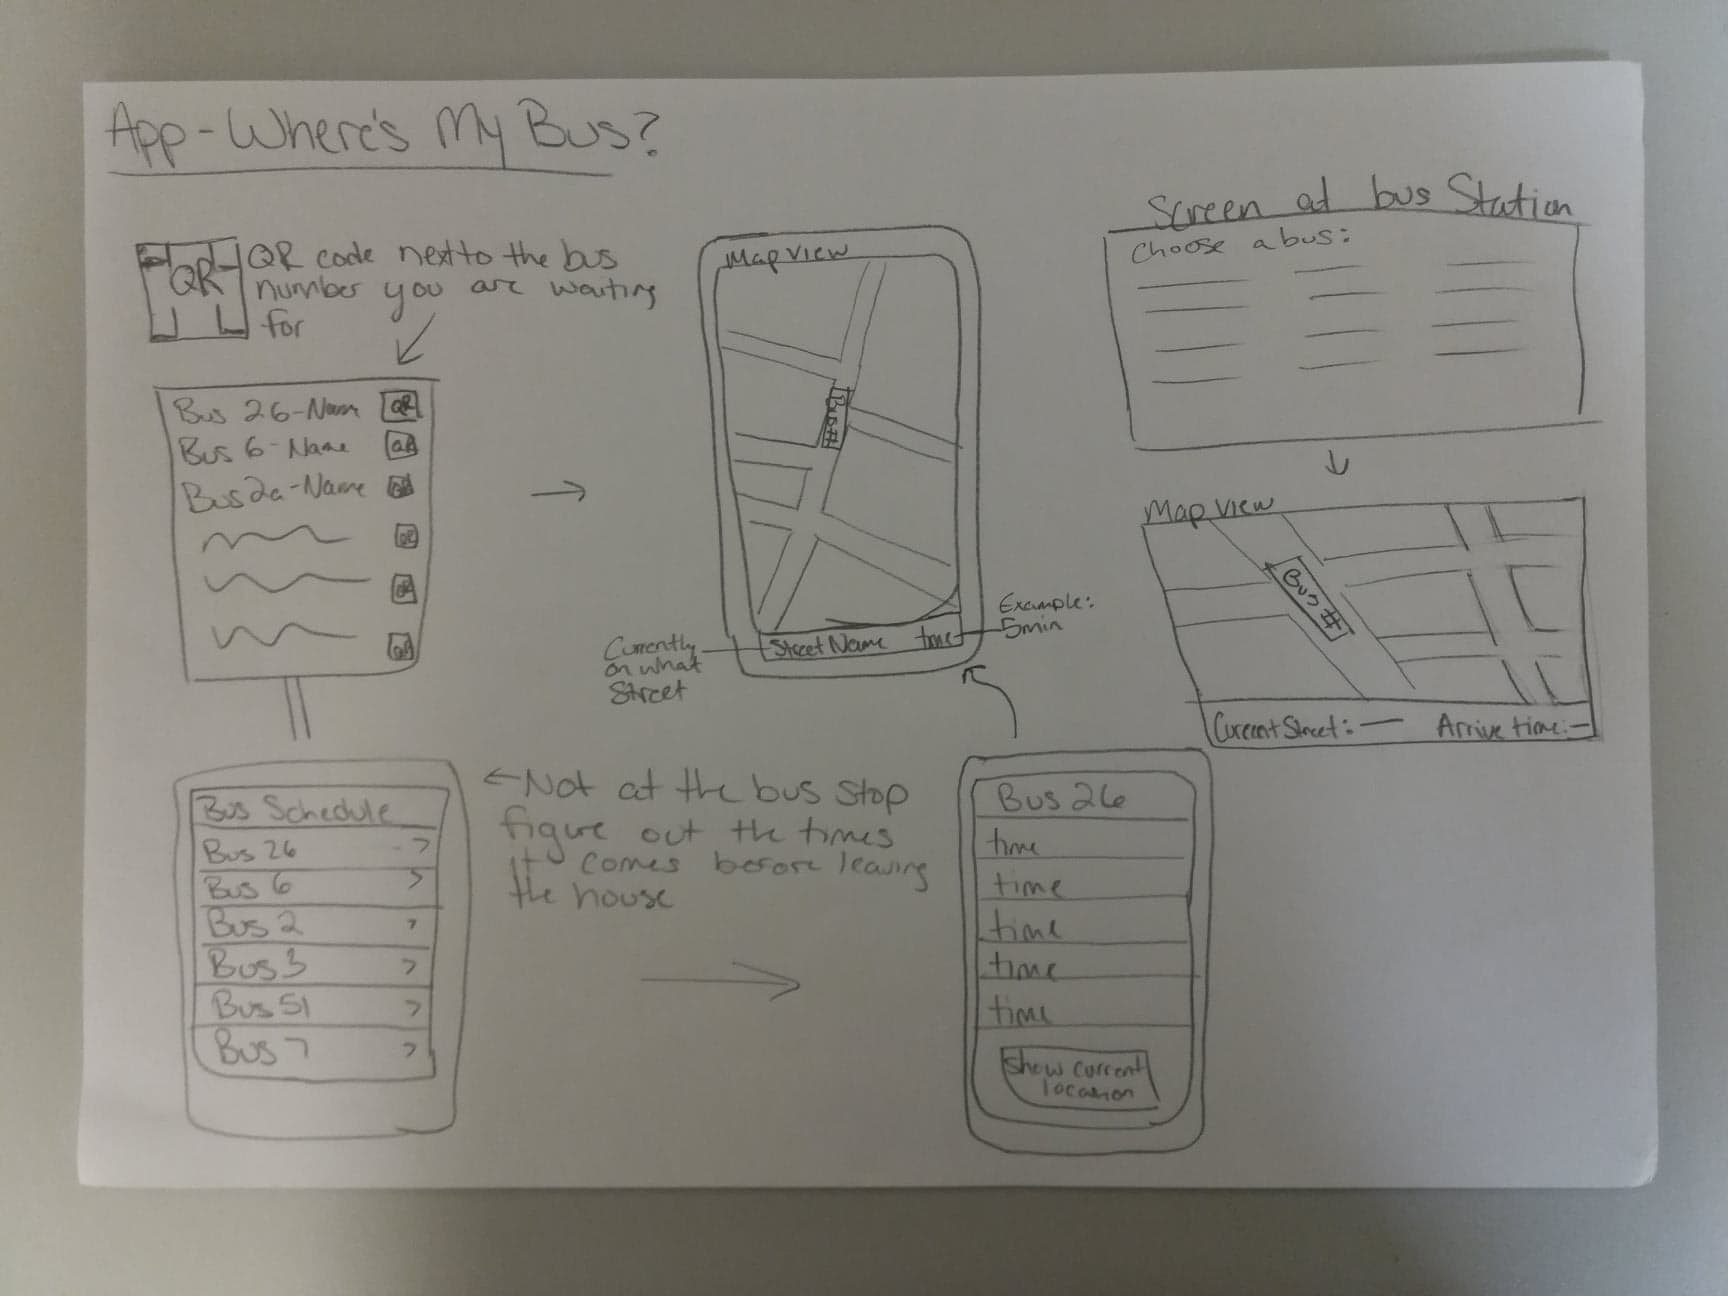 App - Where's My Bus?
QR
QR code next to the bus
number you are waiting
for
Bus 26-Name QR
Bus 6-Name QR
Bus 2a-Name QR
QR
QR
QR
Map View
Bus #
Street Name time
Currently
on what
Street
Example:
5min
Screen at bus Station
Choose a bus:
Map View
Bus #
Current Street: — Arrive time: —
Bus Schedule
Bus 26 >
Bus 6 >
Bus 2 >
Bus 3 >
Bus 51 >
Bus 7 >
← Not at the bus stop
figure out the times
it comes before leaving
the house
Bus 26
time
time
time
time
time
Show current
location